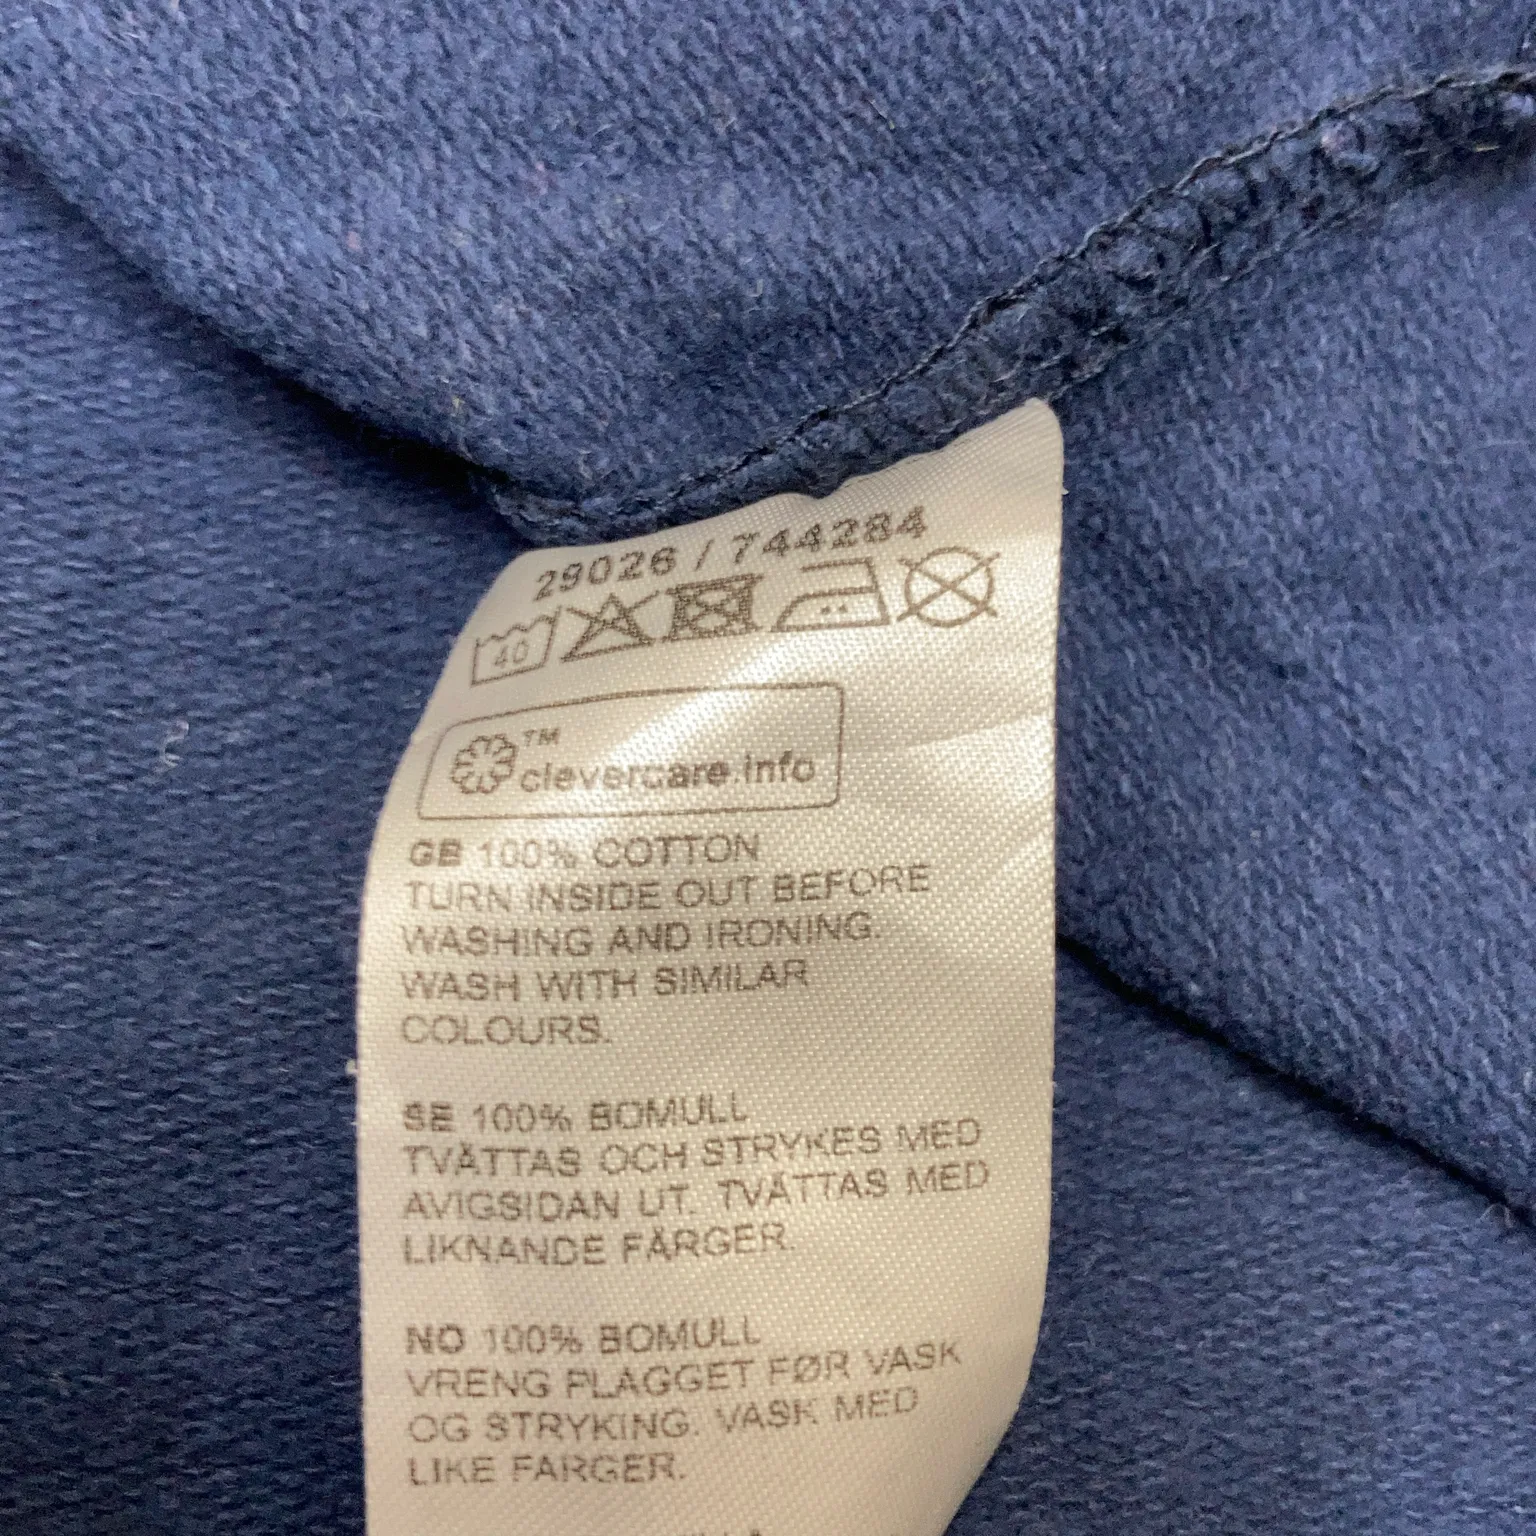 29026 / 744284
40
TM
clevercare.info
GB 100% COTTON
TURN INSIDE OUT BEFORE
WASHING AND IRONING.
WASH WITH SIMILAR
COLOURS.
SE 100% BOMULL
TVÄTTAS OCH STRYKES MED
AVIGSIDAN UT. TVÄTTAS MED
LIKNANDE FÄRGER.
NO 100% BOMULL
VRENG PLAGGET FØR VASK
OG STRYKING. VASK MED
LIKE FARGER.